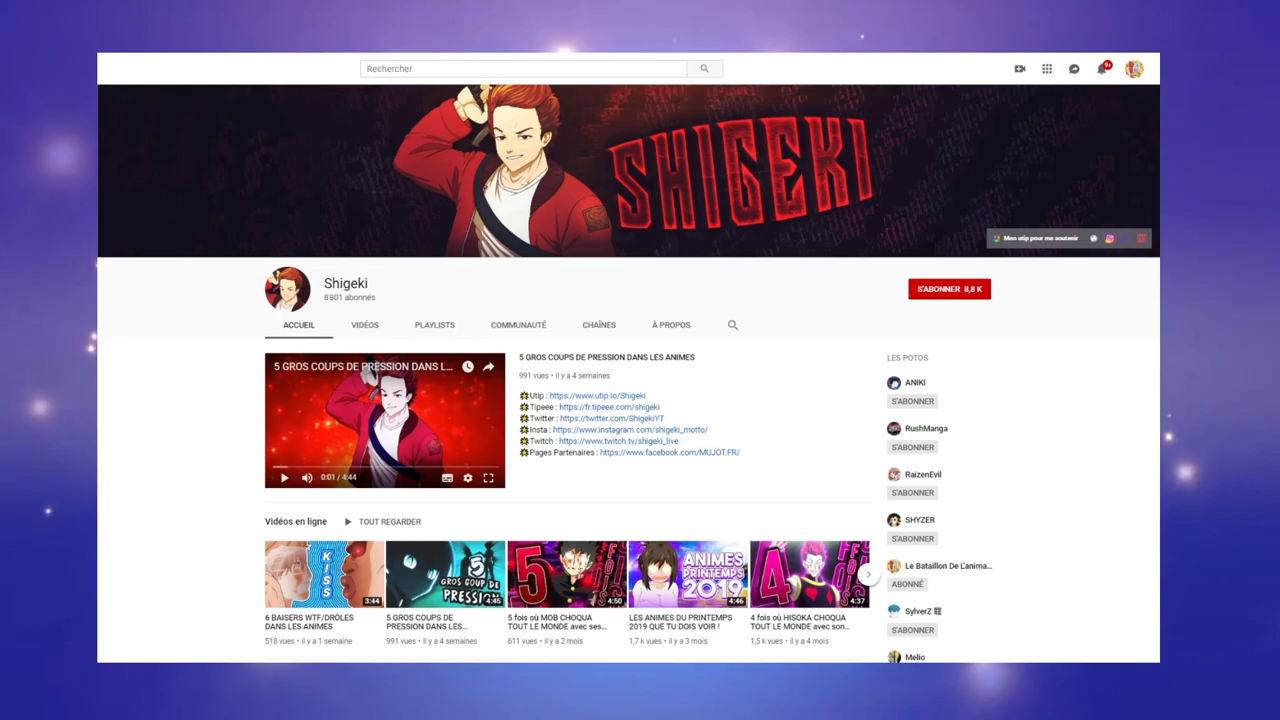 Rechercher
9+
SHIGEKI
Mon utip pour me soutenir
Shigeki
8 801 abonnés
S'ABONNER 8,8 K
ACCUEIL VIDÉOS PLAYLISTS COMMUNAUTÉ CHAÎNES À PROPOS
5 GROS COUPS DE PRESSION DANS L...
0:01 / 4:44
5 GROS COUPS DE PRESSION DANS LES ANIMES
991 vues • il y a 4 semaines
Utip : https://www.utip.io/Shigeki
Tipeee : https://fr.tipeee.com/shigeki
Twitter : https://twitter.com/ShigekiYT
Insta : https://www.instagram.com/shigeki_motto/
Twitch : https://www.twitch.tv/shigeki_live
Pages Partenaires : https://www.facebook.com/MUJOT.FR/
LES POTOS
ANIKI
S'ABONNER
RushManga
S'ABONNER
RaizenEvil
S'ABONNER
SHYZER
S'ABONNER
Le Bataillon De L'anima...
ABONNÉ
SylverZ
S'ABONNER
Melio
Vidéos en ligne TOUT REGARDER
KISS
3:44
6 BAISERS WTF/DRÔLES
DANS LES ANIMES
518 vues • il y a 1 semaine
5
GROS COUP DE
PRESSION
4:45
5 GROS COUPS DE
PRESSION DANS LES...
991 vues • il y a 4 semaines
5 FOIS
4:50
5 fois où MOB CHOQUA
TOUT LE MONDE avec ses...
611 vues • il y a 2 mois
ANIMES
PRINTEMPS
2019
4:46
LES ANIMES DU PRINTEMPS
2019 QUE TU DOIS VOIR !
1,7 k vues • il y a 3 mois
4 FOIS
4:37
4 fois où HISOKA CHOQUA
TOUT LE MONDE avec son...
1,5 k vues • il y a 4 mois